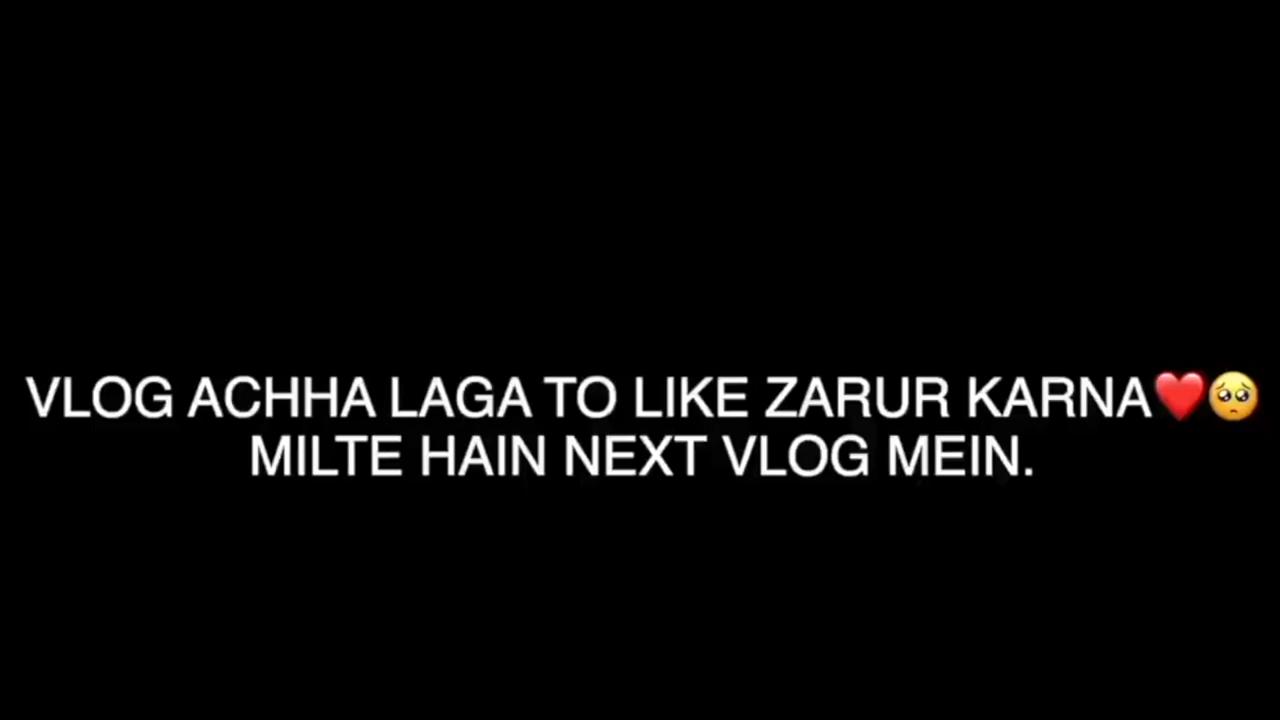 VLOG ACHHA LAGA TO LIKE ZARUR KARNA❤️🥺
MILTE HAIN NEXT VLOG MEIN.